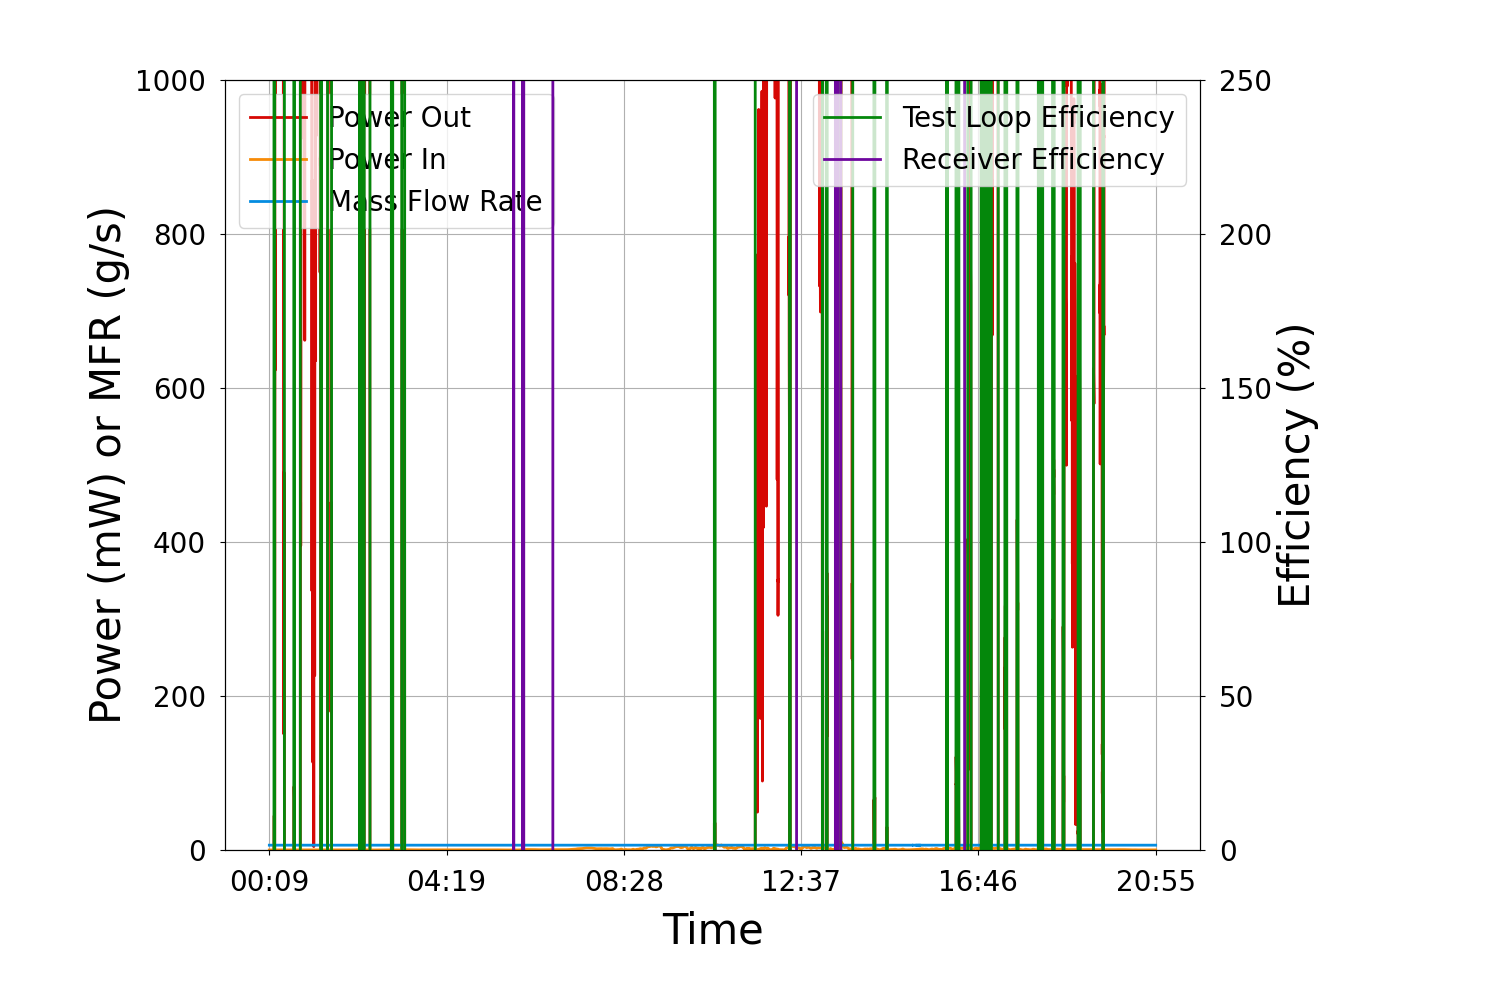 1000
800
600
400
200
0
Power (mW) or MFR (g/s)
Power Out
Power In
Mass Flow Rate
Test Loop Efficiency
Receiver Efficiency
250
200
150
100
50
0
Efficiency (%)
00:09 04:19 08:28 12:37 16:46 20:55
Time